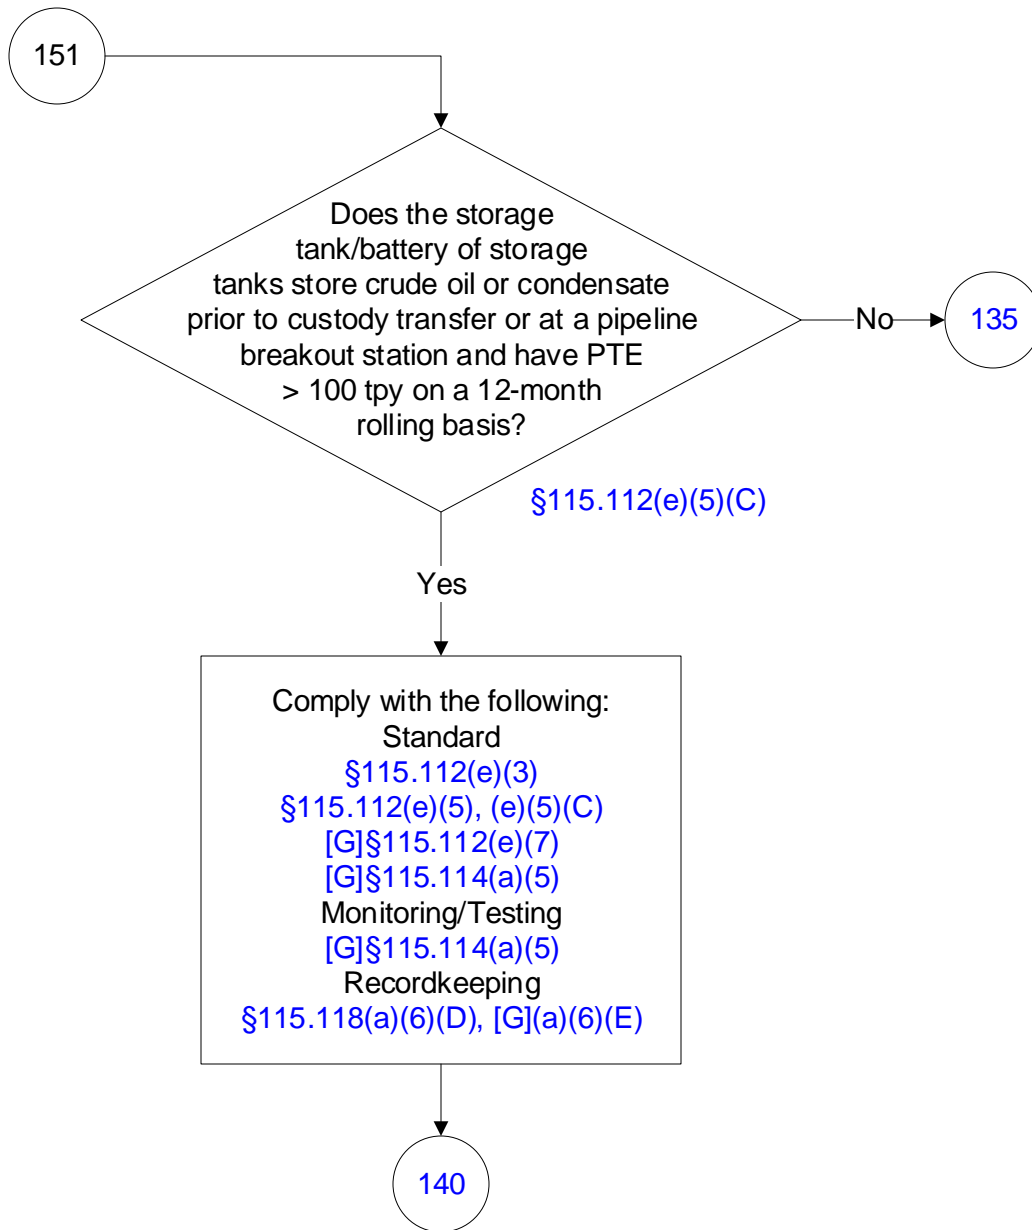 151
Does the storage
tank/battery of storage
tanks store crude oil or condensate
prior to custody transfer or at a pipeline
breakout station and have PTE
> 100 tpy on a 12-month
rolling basis?
No
135
§115.112(e)(5)(C)
Yes
Comply with the following:
Standard
§115.112(e)(3)
§115.112(e)(5), (e)(5)(C)
[G]§115.112(e)(7)
[G]§115.114(a)(5)
Monitoring/Testing
[G]§115.114(a)(5)
Recordkeeping
§115.118(a)(6)(D), [G](a)(6)(E)
140